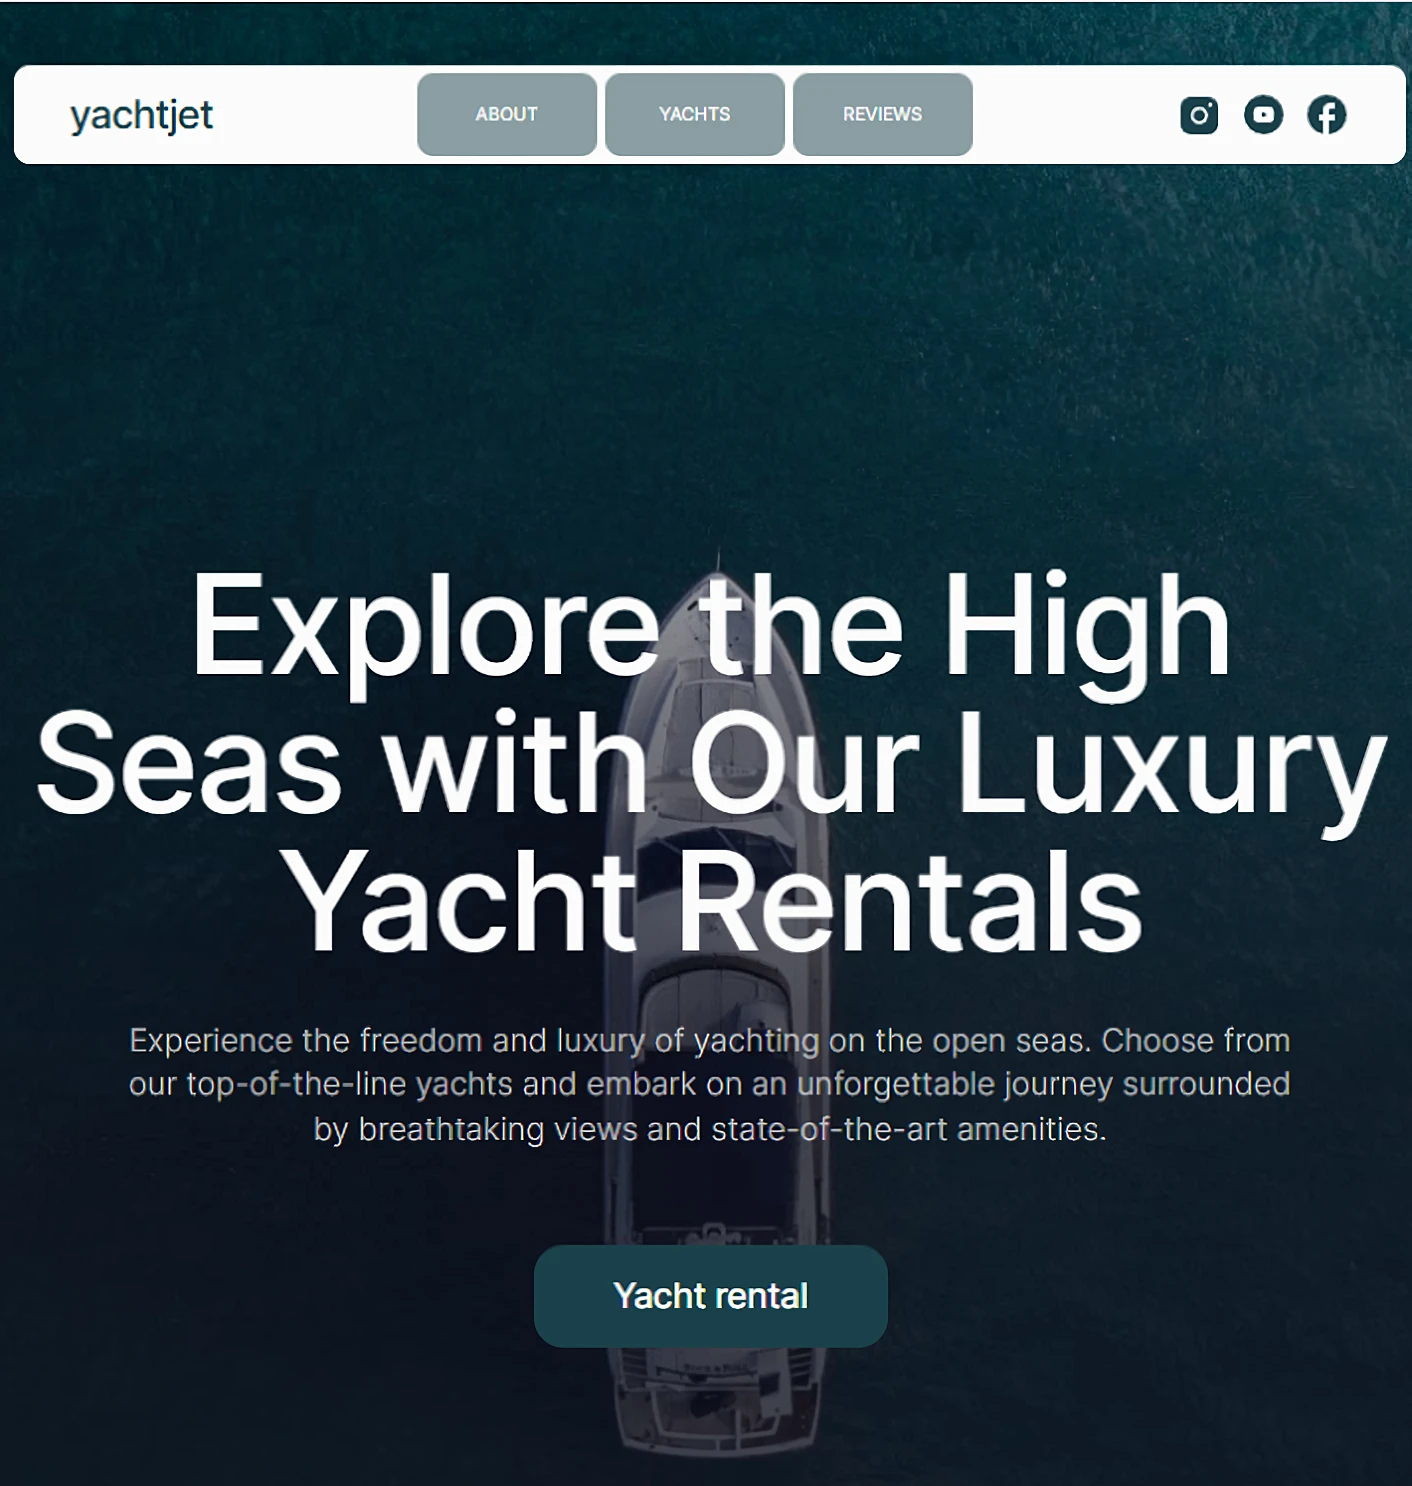 yachtjet
ABOUT
YACHTS
REVIEWS
Explore the High
Seas with Our Luxury
Yacht Rentals
Experience the freedom and luxury of yachting on the open seas. Choose from
our top-of-the-line yachts and embark on an unforgettable journey surrounded
by breathtaking views and state-of-the-art amenities.
Yacht rental